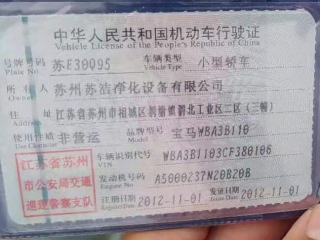 中华人民共和国机动车行驶证
Vehicle License of the People's Republic of China
号牌号码 苏E30095 车辆类型 小型轿车
Plate No. Vehicle Type
所有人 苏州苏洁净化设备有限公司
Owner
住址 江苏省苏州市相城区
Address
使用性质 非营运 品牌型号 宝马WBA3B110
Use Character Model
江苏省苏州
市公安局交通
巡逻警察支队
车辆识别代号 WBA3B1103CF380106
VIN
发动机号码 A5000237N20B20B
Engine No.
注册日期 2012-11-01 发证日期 2012-11-01
Register Date Issue Date